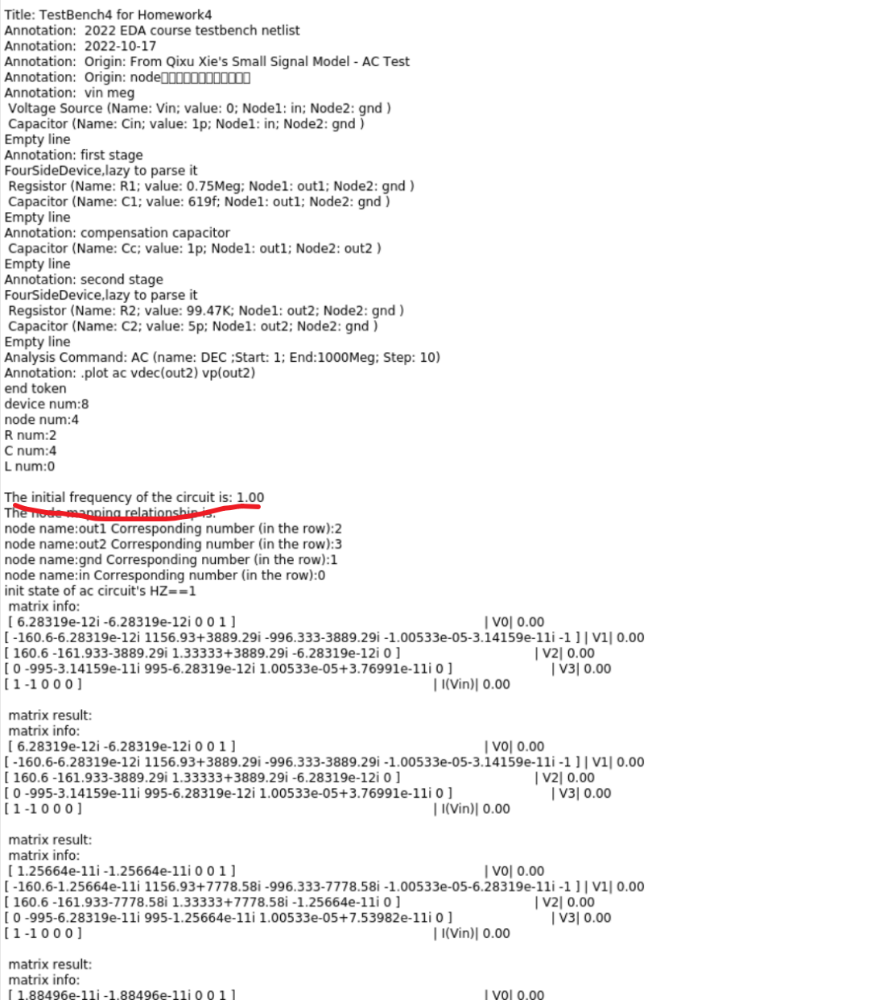 Title: TestBench4 for Homework4
Annotation:  2022 EDA course testbench netlist
Annotation:  2022-10-17
Annotation:  Origin: From Qixu Xie's Small Signal Model - AC Test
Annotation:  Origin: node
Annotation:  vin meg
Voltage Source (Name: Vin; value: 0; Node1: in; Node2: gnd )
Capacitor (Name: Cin; value: 1p; Node1: in; Node2: gnd )
Empty line
Annotation: first stage
FourSideDevice,lazy to parse it
Regsistor (Name: R1; value: 0.75Meg; Node1: out1; Node2: gnd )
Capacitor (Name: C1; value: 619f; Node1: out1; Node2: gnd )
Empty line
Annotation: compensation capacitor
Capacitor (Name: Cc; value: 1p; Node1: out1; Node2: out2 )
Empty line
Annotation: second stage
FourSideDevice,lazy to parse it
Regsistor (Name: R2; value: 99.47K; Node1: out2; Node2: gnd )
Capacitor (Name: C2; value: 5p; Node1: out2; Node2: gnd )
Empty line
Analysis Command: AC (name: DEC ;Start: 1; End:1000Meg; Step: 10)
Annotation: .plot ac vdec(out2) vp(out2)
end token
device num:8
node num:4
R num:2
C num:4
L num:0
The initial frequency of the circuit is: 1.00
The node mapping relationship is:
node name:out1 Corresponding number (in the row):2
node name:out2 Corresponding number (in the row):3
node name:gnd Corresponding number (in the row):1
node name:in Corresponding number (in the row):0
init state of ac circuit's HZ==1
matrix info:
[ 6.28319e-12i -6.28319e-12i 0 0 1 ] | V0| 0.00
[ -160.6-6.28319e-12i 1156.93+3889.29i -996.333-3889.29i -1.00533e-05-3.14159e-11i -1 ] | V1| 0.00
[ 160.6 -161.933-3889.29i 1.33333+3889.29i -6.28319e-12i 0 ] | V2| 0.00
[ 0 -995-3.14159e-11i 995-6.28319e-12i 1.00533e-05+3.76991e-11i 0 ] | V3| 0.00
[ 1 -1 0 0 0 ] | I(Vin)| 0.00
matrix result:
matrix info:
[ 6.28319e-12i -6.28319e-12i 0 0 1 ] | V0| 0.00
[ -160.6-6.28319e-12i 1156.93+3889.29i -996.333-3889.29i -1.00533e-05-3.14159e-11i -1 ] | V1| 0.00
[ 160.6 -161.933-3889.29i 1.33333+3889.29i -6.28319e-12i 0 ] | V2| 0.00
[ 0 -995-3.14159e-11i 995-6.28319e-12i 1.00533e-05+3.76991e-11i 0 ] | V3| 0.00
[ 1 -1 0 0 0 ] | I(Vin)| 0.00
matrix result:
matrix info:
[ 1.25664e-11i -1.25664e-11i 0 0 1 ] | V0| 0.00
[ -160.6-1.25664e-11i 1156.93+7778.58i -996.333-7778.58i -1.00533e-05-6.28319e-11i -1 ] | V1| 0.00
[ 160.6 -161.933-7778.58i 1.33333+7778.58i -1.25664e-11i 0 ] | V2| 0.00
[ 0 -995-6.28319e-11i 995-1.25664e-11i 1.00533e-05+7.53982e-11i 0 ] | V3| 0.00
[ 1 -1 0 0 0 ] | I(Vin)| 0.00
matrix result:
matrix info:
[ 1.88496e-11i -1.88496e-11i 0 0 1 ] | V0| 0.00